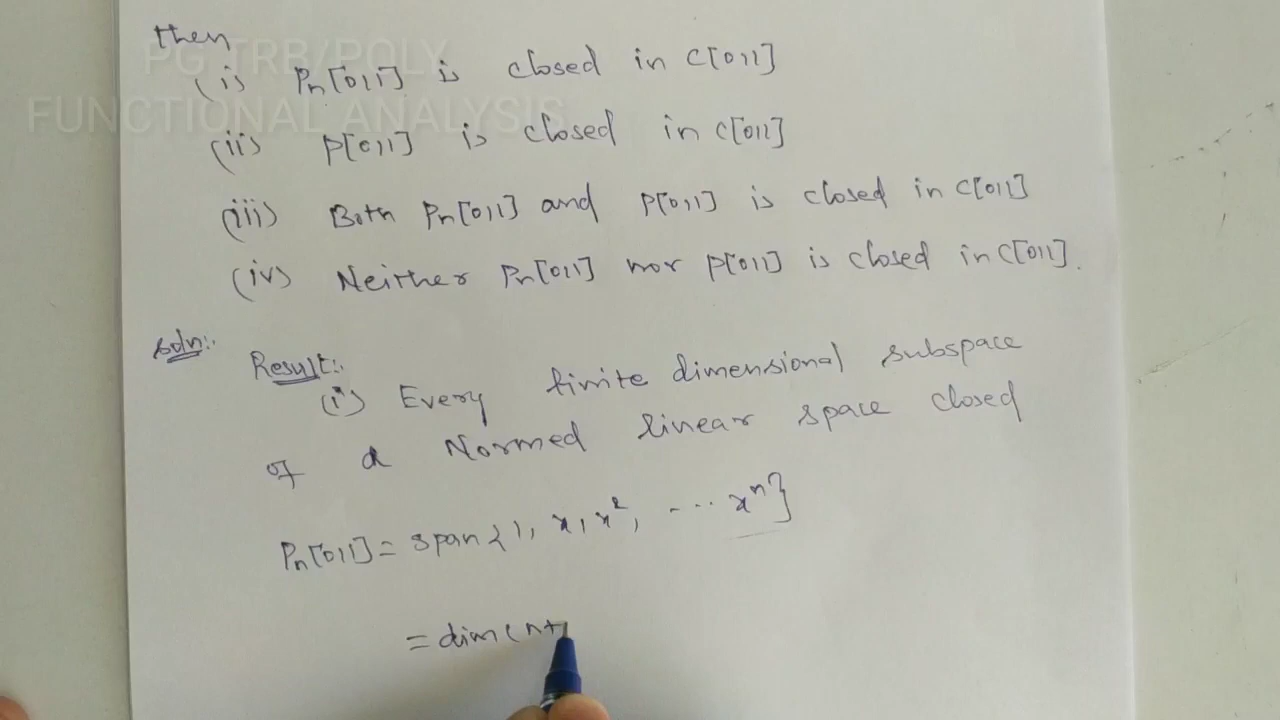 PG TRB/POLY
FUNCTIONAL ANALYSIS
then
(i) Pn[0,1] is closed in C[0,1]
(ii) P[0,1] is closed in C[0,1]
(iii) Both Pn[0,1] and P[0,1] is closed in C[0,1]
(iv) Neither Pn[0,1] nor P[0,1] is closed in C[0,1].
Soln:
Result:
(i) Every finite dimensional subspace
of a Normed linear space closed
Pn[0,1] = span {1, x, x², ... xⁿ}
= dim (n+